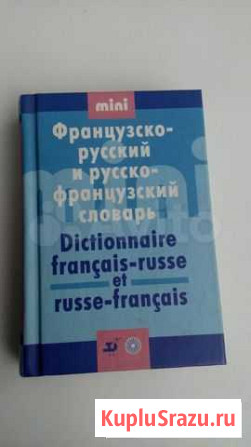 mini
Французско-
русский
и русско-
французский
словарь
Dictionnaire
français-russe
et
russe-français
KupluSrazu.ru